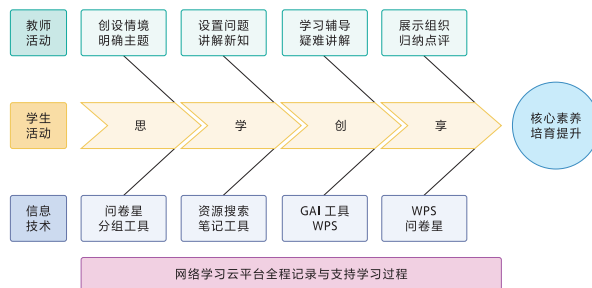 教师
活动
创设情境
明确主题
设置问题
讲解新知
学习辅导
疑难讲解
展示组织
归纳点评
学生
活动
思
学
创
享
核心素养
培育提升
信息
技术
问卷星
分组工具
资源搜索
笔记工具
GAI 工具
WPS
WPS
问卷星
网络学习云平台全程记录与支持学习过程